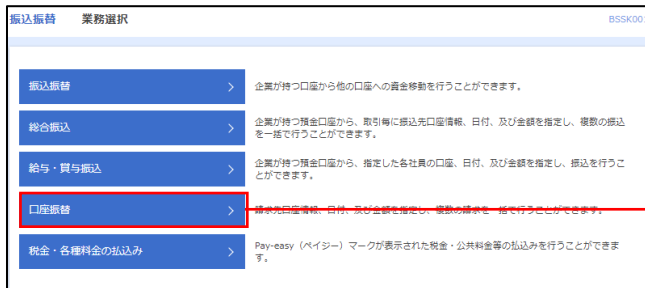 振込振替 業務選択 BSSK001
振込振替 企業が持つ口座から他の口座への資金移動を行うことができます。
総合振込 企業が持つ預金口座から、取引毎に振込先口座情報、日付、及び金額を指定し、複数の振込
を一括で行うことができます。
給与・賞与振込 企業が持つ預金口座から、指定した各社員の口座、日付、及び金額を指定し、振込を行うこ
とができます。
口座振替 請求先口座情報、日付、及び金額を指定し、複数の請求を一括で行うことができます。
税金・各種料金の払込み Pay-easy（ペイジー）マークが表示された税金・公共料金等の払込みを行うことができま
す。